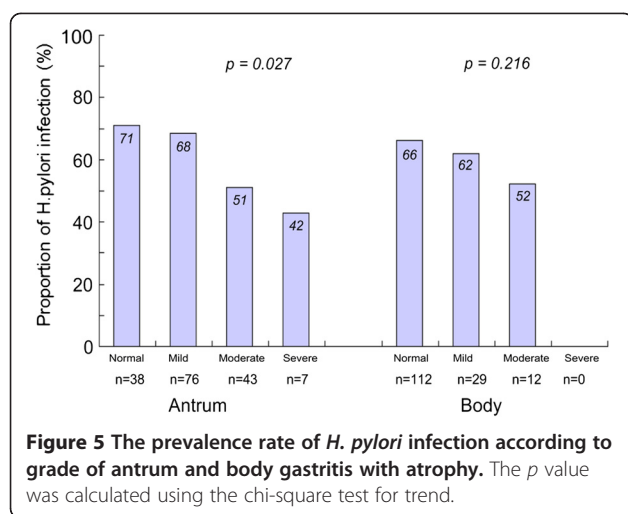 100
80
60
40
20
0
Proportion of H.pylori infection (%)
p = 0.027
p = 0.216
71
68
51
42
66
62
52
Normal Mild Moderate Severe Normal Mild Moderate Severe
n=38 n=76 n=43 n=7 n=112 n=29 n=12 n=0
Antrum Body
Figure 5 The prevalence rate of H. pylori infection according to
grade of antrum and body gastritis with atrophy. The p value
was calculated using the chi-square test for trend.